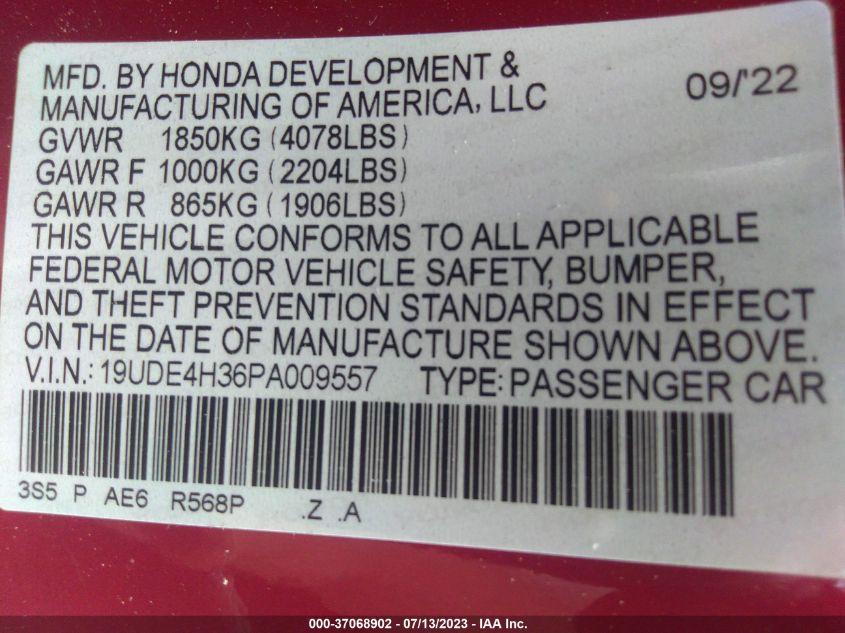 MFD. BY HONDA DEVELOPMENT &
MANUFACTURING OF AMERICA, LLC 09/'22
GVWR 1850KG (4078LBS)
GAWR F 1000KG (2204LBS)
GAWR R 865KG (1906LBS)
THIS VEHICLE CONFORMS TO ALL APPLICABLE
FEDERAL MOTOR VEHICLE SAFETY, BUMPER,
AND THEFT PREVENTION STANDARDS IN EFFECT
ON THE DATE OF MANUFACTURE SHOWN ABOVE.
V.I.N.: 19UDE4H36PA009557 TYPE: PASSENGER CAR
3S5 P AE6 R568P .Z .A
000-37068902 - 07/13/2023 - IAA Inc.